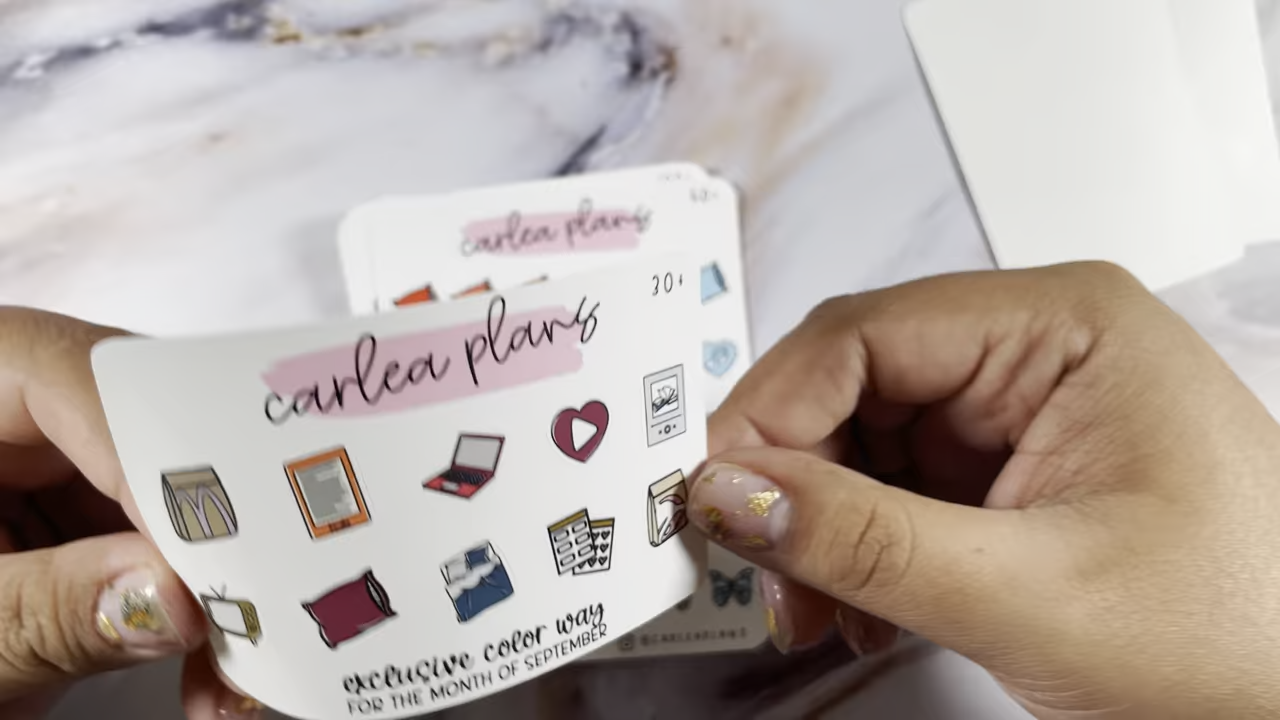 carlea plans
carlea plans
30+
exclusive color way
FOR THE MONTH OF SEPTEMBER
@CARLEAPLANS